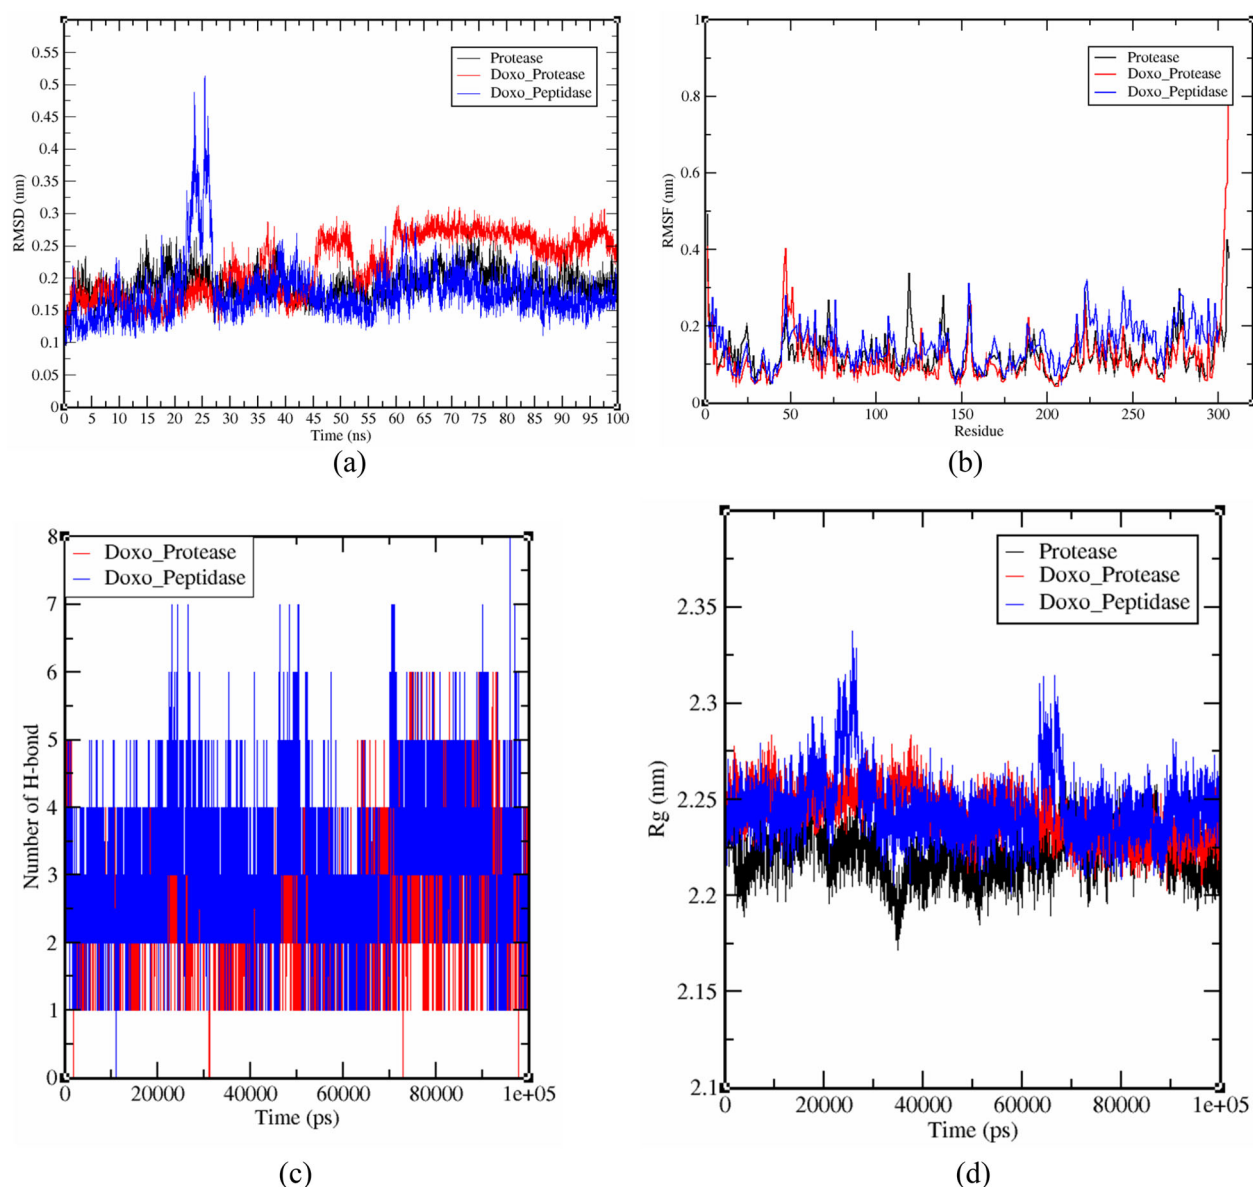 0.55
0.5
0.45
0.4
0.35
0.3
0.25
0.2
0.15
0.1
0.05
0
RMSD (nm)
Protease
Doxo_Protease
Doxo_Peptidase
0 5 10 15 20 25 30 35 40 45 50 55 60 65 70 75 80 85 90 95 100
Time (ns)
(a)
1
0.8
0.6
0.4
0.2
0
RMSF (nm)
Protease
Doxo_Protease
Doxo_Peptidase
0 50 100 150 200 250 300
Residue
(b)
8
7
6
5
4
3
2
1
0
Number of H-bond
Doxo_Protease
Doxo_Peptidase
0 20000 40000 60000 80000 1e+05
Time (ps)
(c)
2.35
2.3
2.25
2.2
2.15
2.1
Rg (nm)
Protease
Doxo_Protease
Doxo_Peptidase
0 20000 40000 60000 80000 1e+05
Time (ps)
(d)